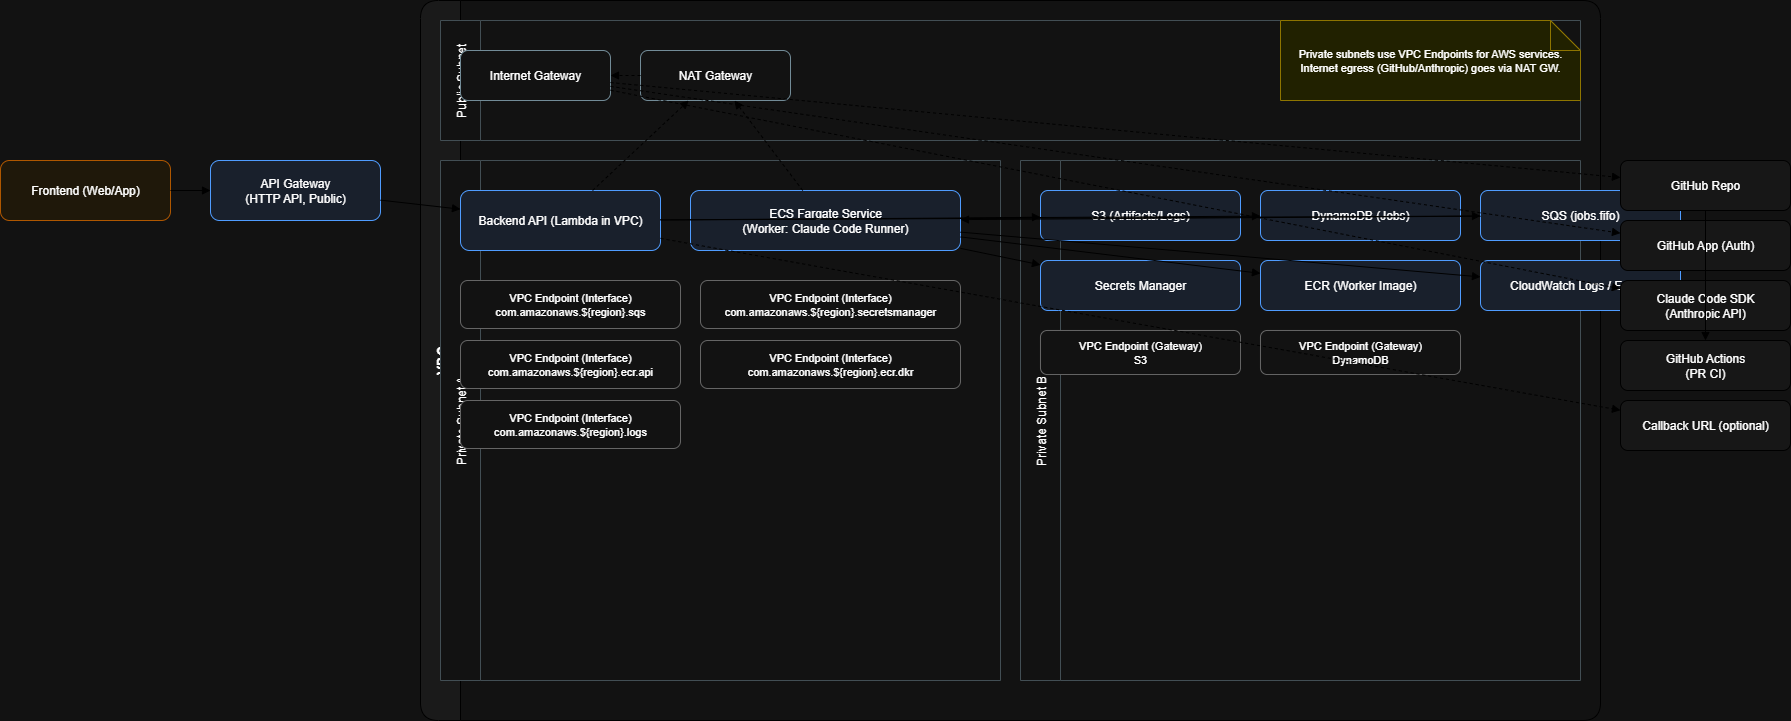 Public Subnet
Internet Gateway
NAT Gateway
Private subnets use VPC Endpoints for AWS services.
Internet egress (GitHub/Anthropic) goes via NAT GW.
Frontend (Web/App)
API Gateway
(HTTP API, Public)
VPC
Private Subnet A
Backend API (Lambda in VPC)
ECS Fargate Service
(Worker: Claude Code Runner)
VPC Endpoint (Interface)
com.amazonaws.${region}.sqs
VPC Endpoint (Interface)
com.amazonaws.${region}.secretsmanager
VPC Endpoint (Interface)
com.amazonaws.${region}.ecr.api
VPC Endpoint (Interface)
com.amazonaws.${region}.ecr.dkr
VPC Endpoint (Interface)
com.amazonaws.${region}.logs
Private Subnet B
S3 (Artifacts/Logs)
DynamoDB (Jobs)
SQS (jobs.fifo)
Secrets Manager
ECR (Worker Image)
CloudWatch Logs /
VPC Endpoint (Gateway)
S3
VPC Endpoint (Gateway)
DynamoDB
GitHub Repo
GitHub App (Auth)
Claude Code SDK
(Anthropic API)
GitHub Actions
(PR CI)
Callback URL (optional)